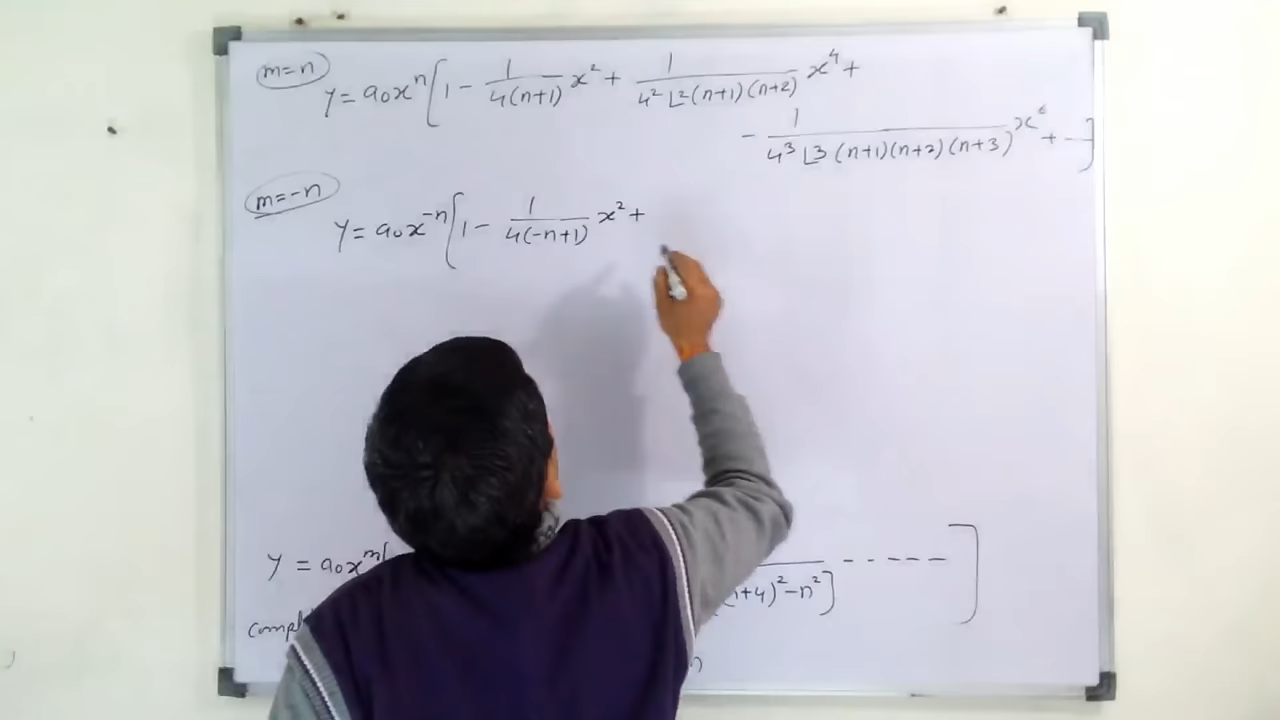 m=n y = a₀xⁿ[1 - 1/(4(n+1)) x² + 1/(4² ⌊2 (n+1)(n+2)) x⁴ +
- 1/(4³ ⌊3 (n+1)(n+2)(n+3)) x⁶ + ---]
m=-n
y = a₀x⁻ⁿ[1 - 1/(4(-n+1)) x² +
y = a₀xᵐ[ +4)²-n²] - - - - - ]